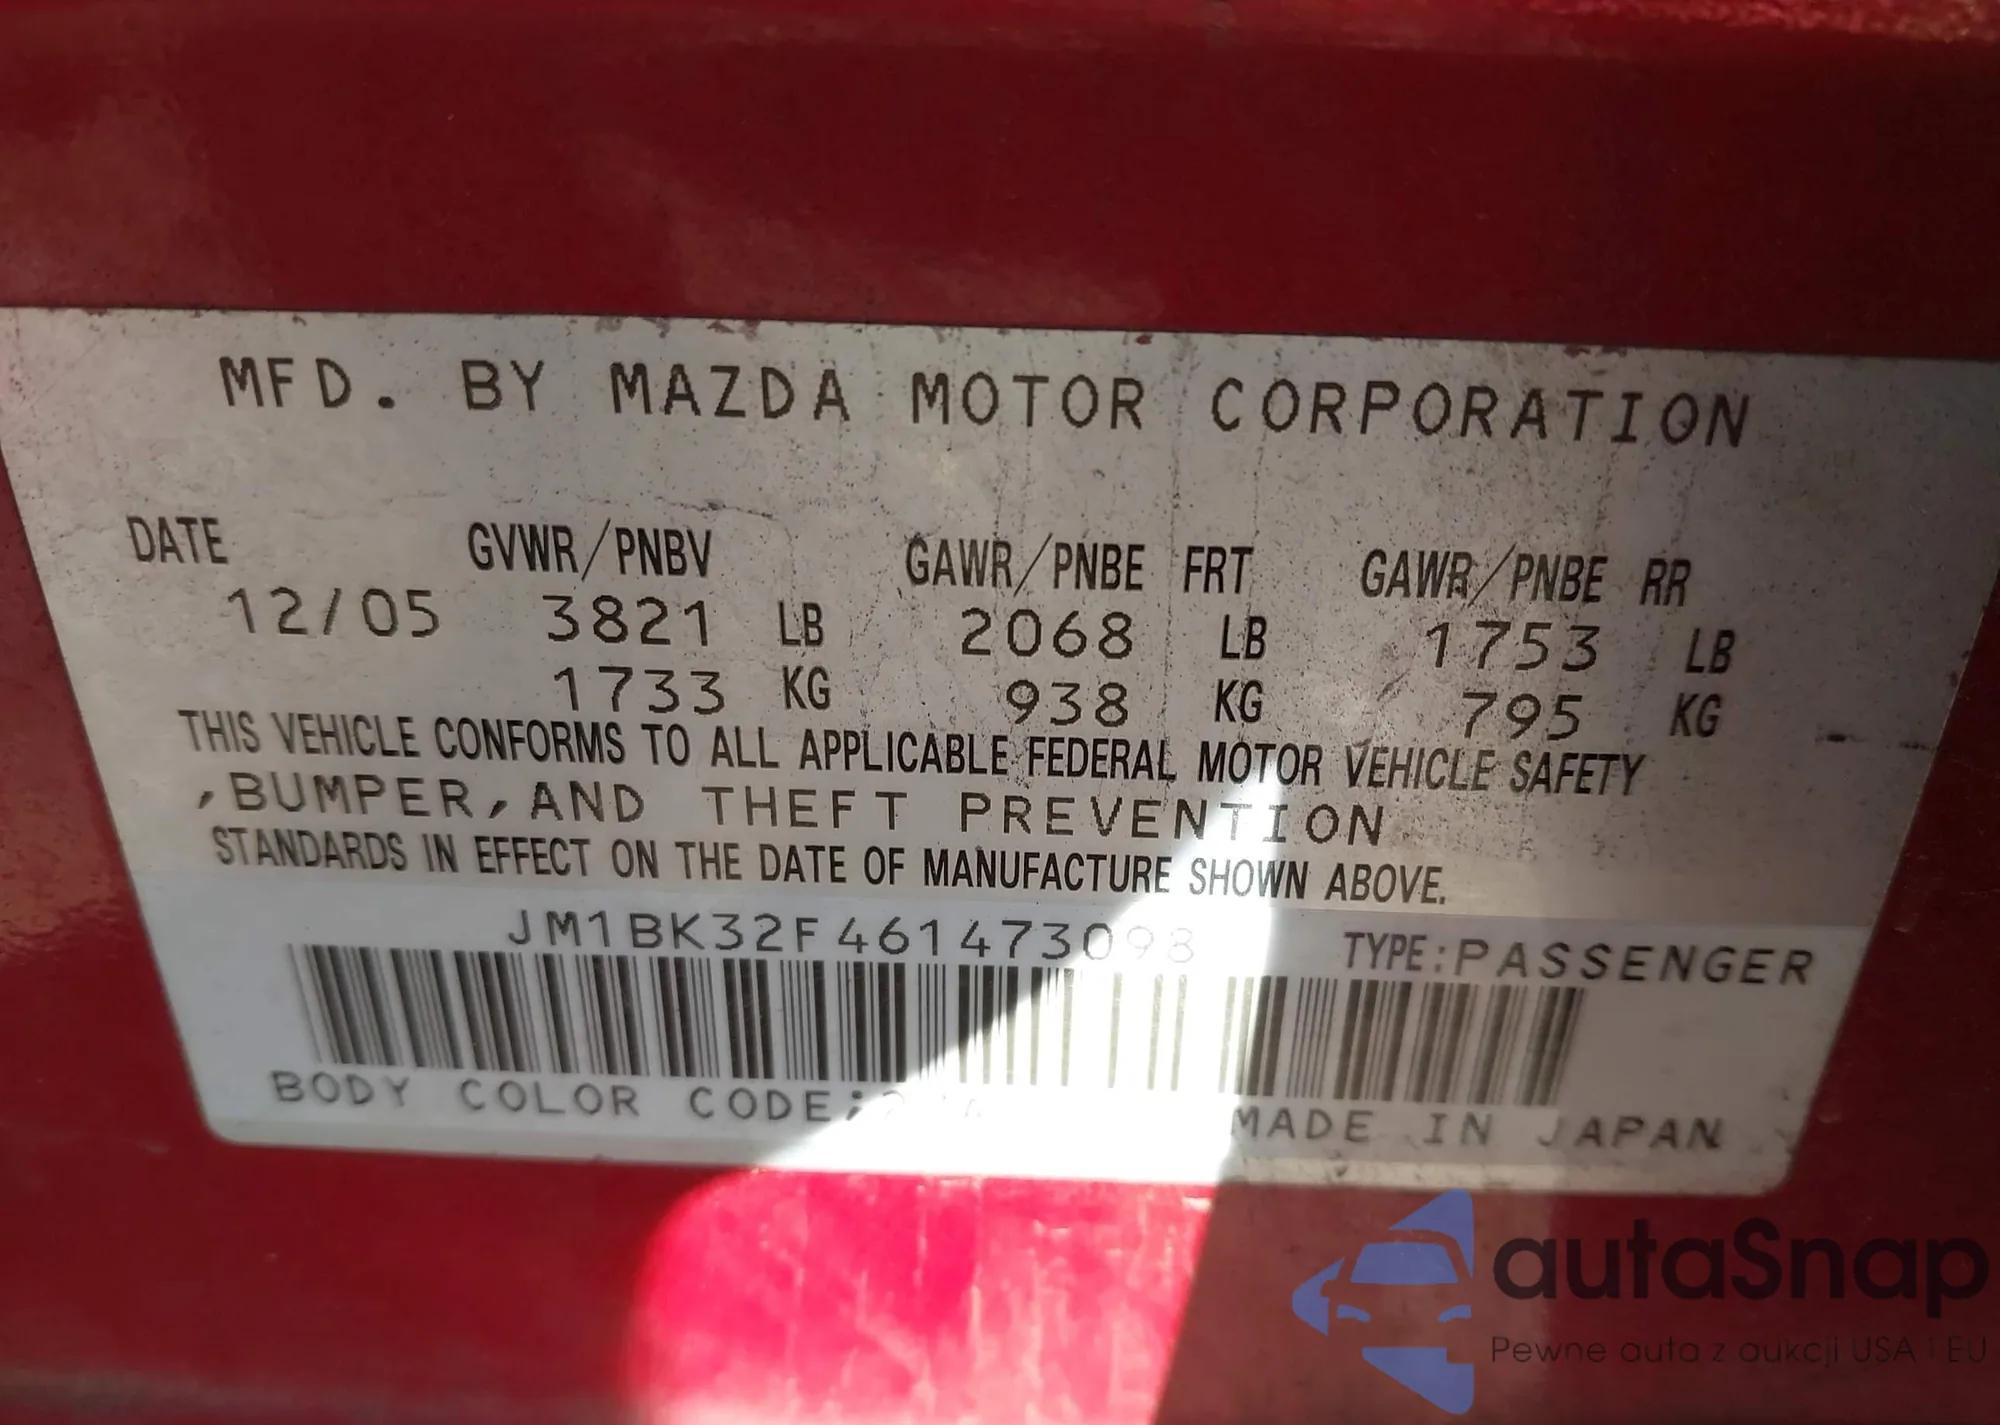 MFD. BY MAZDA MOTOR CORPORATION
DATE GVWR/PNBV GAWR/PNBE FRT GAWR/PNBE RR
12/05 3821 LB 2068 LB 1753 LB
1733 KG 938 KG 795 KG
THIS VEHICLE CONFORMS TO ALL APPLICABLE FEDERAL MOTOR VEHICLE SAFETY
,BUMPER,AND THEFT PREVENTION
STANDARDS IN EFFECT ON THE DATE OF MANUFACTURE SHOWN ABOVE.
JM1BK32F461473098 TYPE:PASSENGER
BODY COLOR CODE: MADE IN JAPAN
autaSnap
Pewne auta z aukcji USA i EU